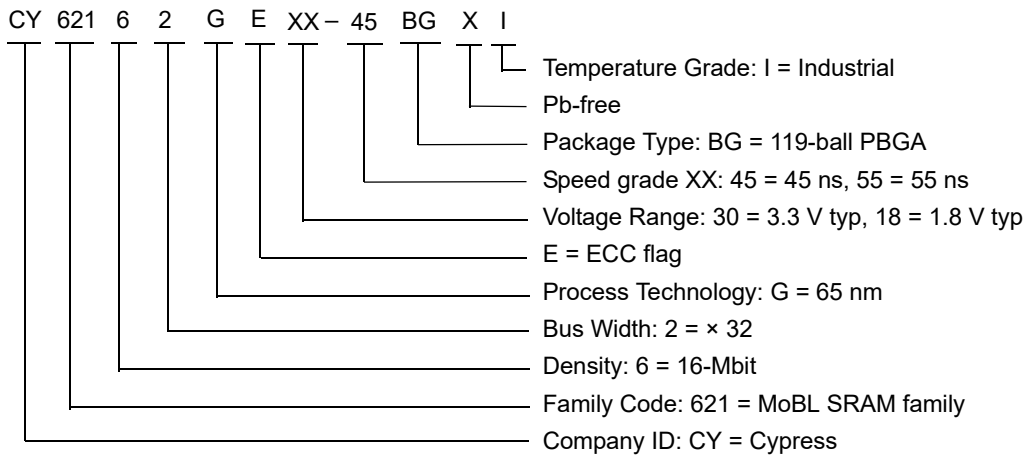 CY 621 6 2 G E XX – 45 BG X I
Temperature Grade: I = Industrial
Pb-free
Package Type: BG = 119-ball PBGA
Speed grade XX: 45 = 45 ns, 55 = 55 ns
Voltage Range: 30 = 3.3 V typ, 18 = 1.8 V typ
E = ECC flag
Process Technology: G = 65 nm
Bus Width: 2 = × 32
Density: 6 = 16-Mbit
Family Code: 621 = MoBL SRAM family
Company ID: CY = Cypress